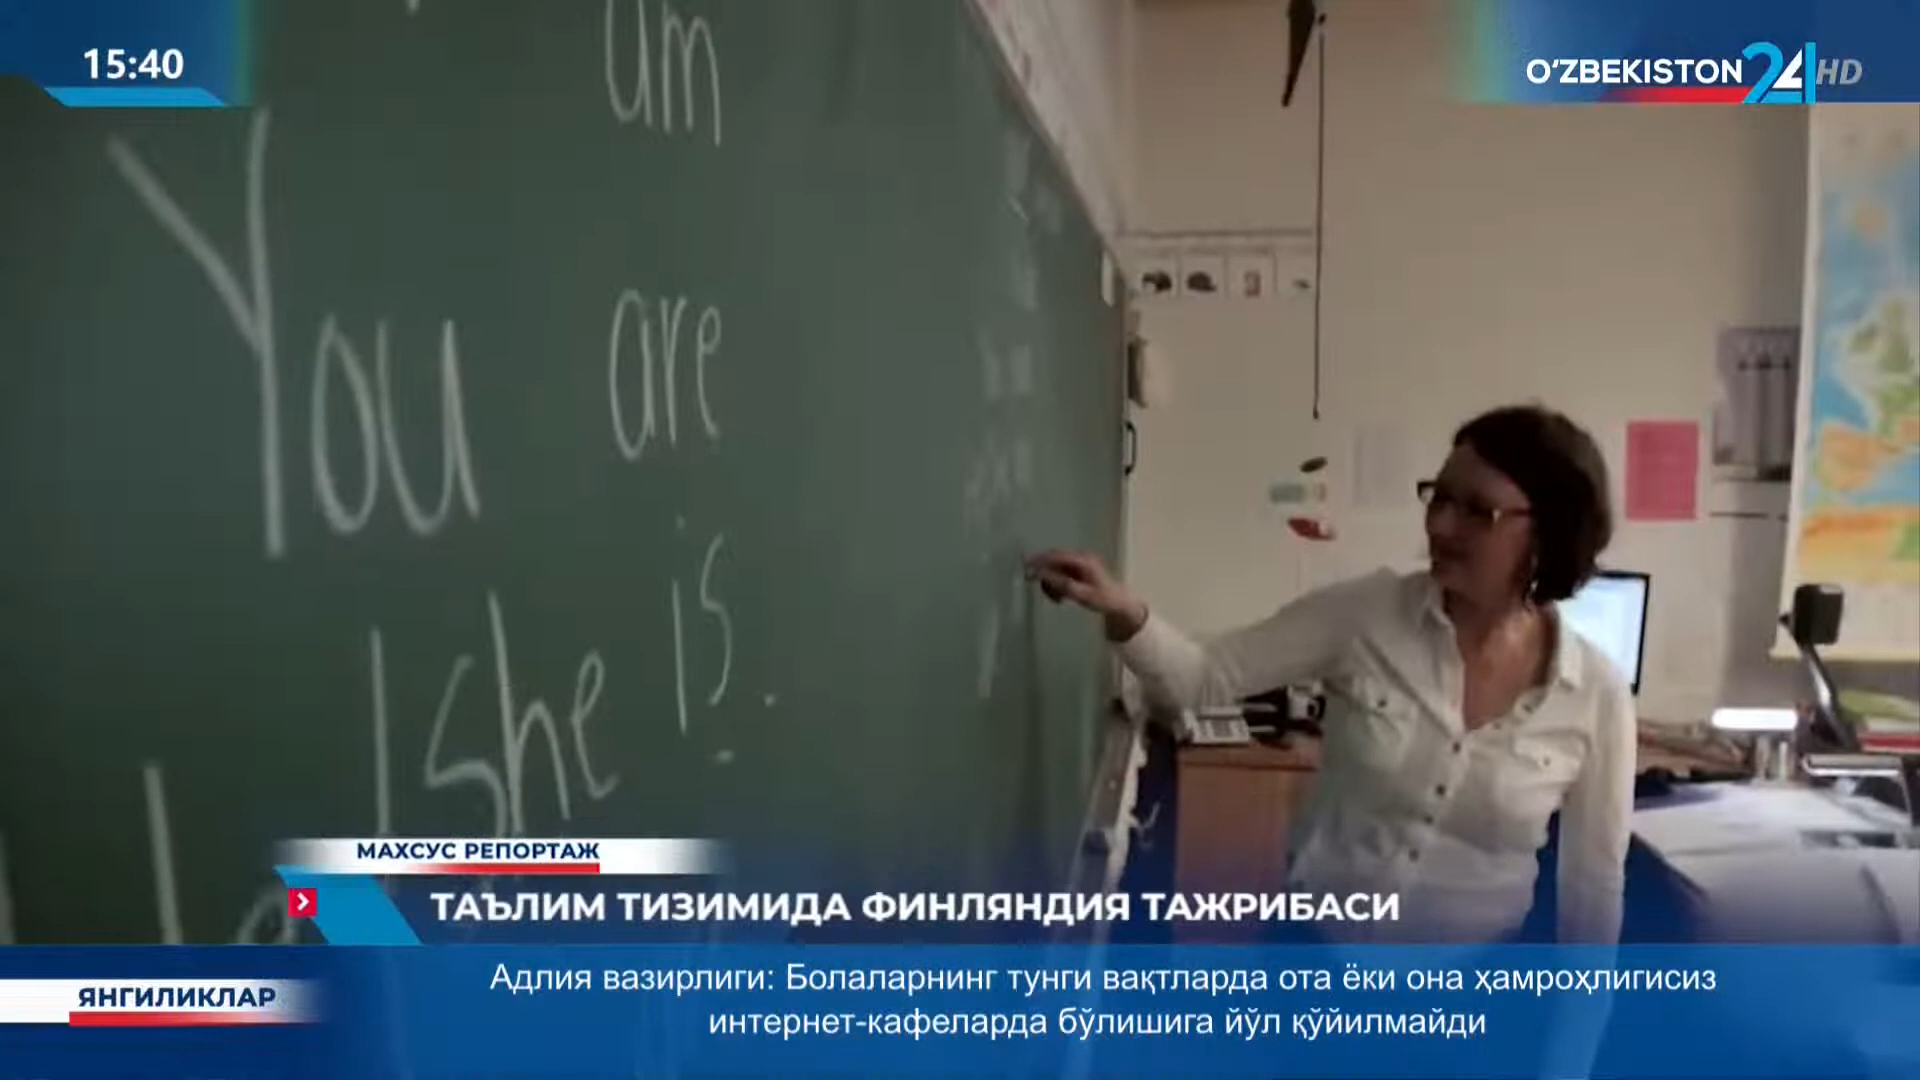 15:40
O'ZBEKISTON 24 HD
am
You are
she is.
МАХСУС РЕПОРТАЖ
ТАЪЛИМ ТИЗИМИДА ФИНЛЯНДИЯ ТАЖРИБАСИ
ЯНГИЛИКЛАР
Адлия вазирлиги: Болаларнинг тунги вақтларда ота ёки она ҳамроҳлигисиз
интернет-кафеларда бўлишига йўл қўйилмайди